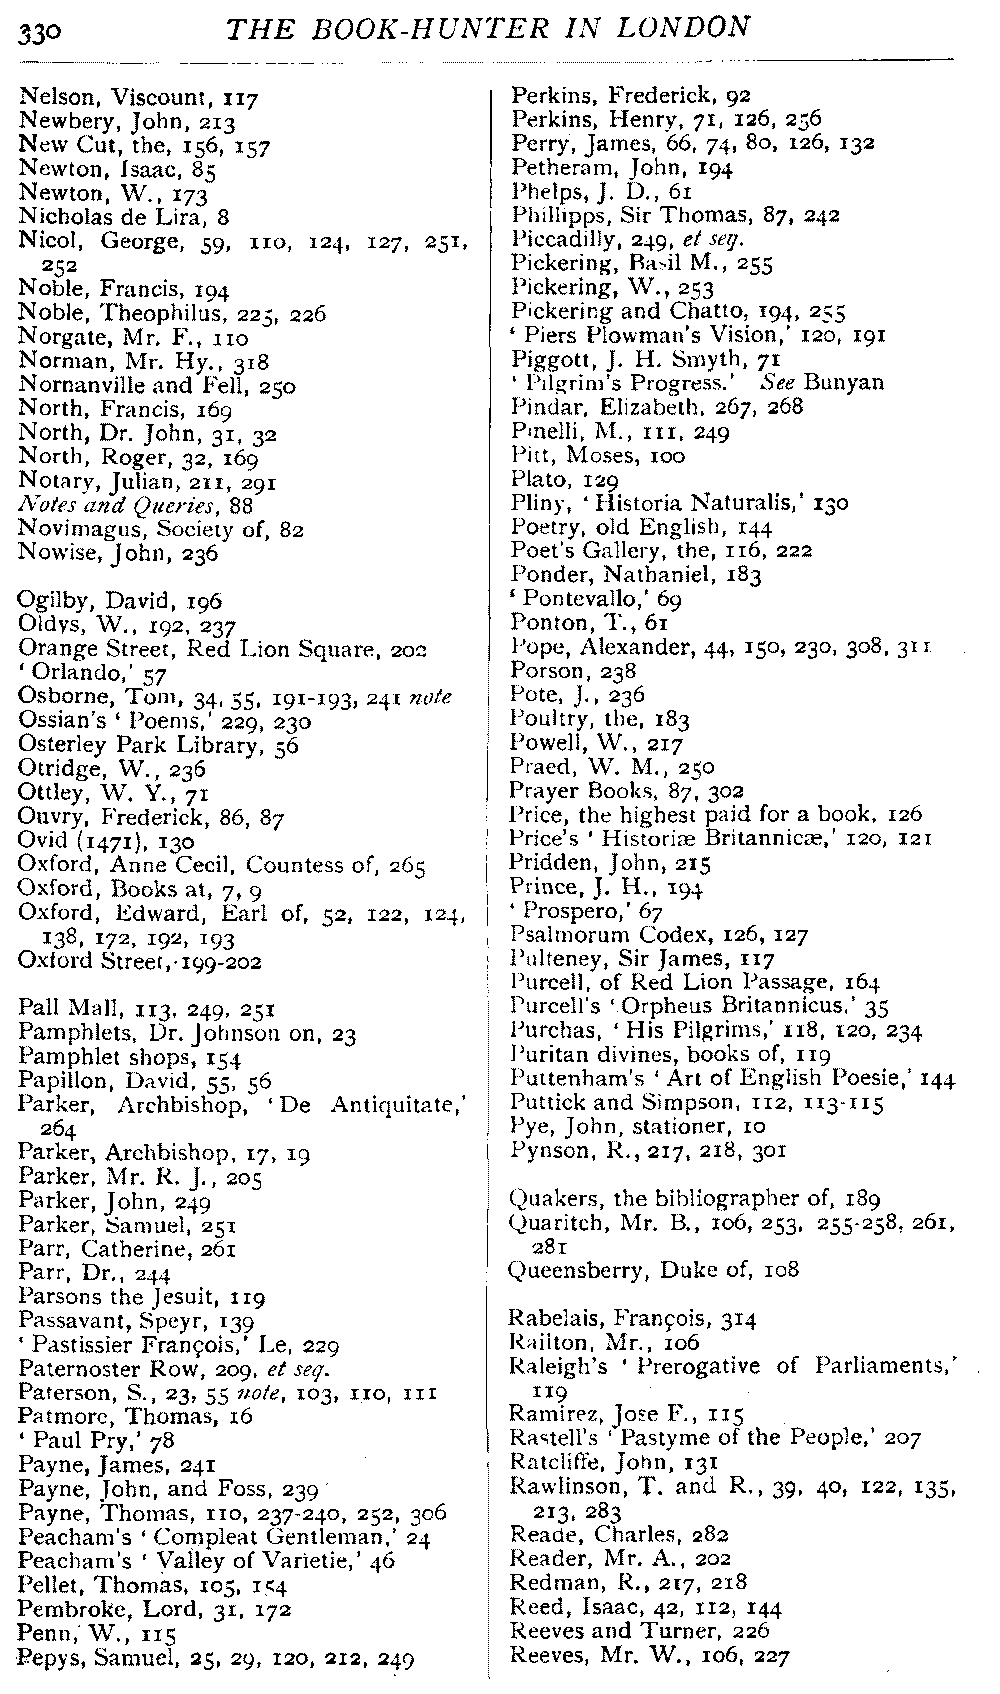 330
THE BOOK-HUNTER IN LONDON
Nelson, Viscount, 117
Newbery, John, 213
New Cut, the, 156, 157
Newton, Isaac, 85
Newton, W., 173
Nicholas de Lira, 8
Nicol, George, 59, 110, 124, 127, 251,
252
Noble, Francis, 194
Noble, Theophilus, 225, 226
Norgate, Mr. F., 110
Norman, Mr. Hy., 318
Nornanville and Fell, 250
North, Francis, 169
North, Dr. John, 31, 32
North, Roger, 32, 169
Notary, Julian, 211, 291
Notes and Queries, 88
Novimagus, Society of, 82
Nowise, John, 236
Ogilby, David, 196
Oldys, W., 192, 237
Orange Street, Red Lion Square, 202
‘ Orlando,’ 57
Osborne, Tom, 34, 55, 191-193, 241 note
Ossian's ‘ Poems,’ 229, 230
Osterley Park Library, 56
Otridge, W., 236
Ottley, W. Y., 71
Ouvry, Frederick, 86, 87
Ovid (1471), 130
Oxford, Anne Cecil, Countess of, 265
Oxford, Books at, 7, 9
Oxford, Edward, Earl of, 52, 122, 124,
138, 172, 192, 193
Oxford Street, 199-202
Pall Mall, 113, 249, 251
Pamphlets, Dr. Johnson on, 23
Pamphlet shops, 154
Papillon, David, 55, 56
Parker, Archbishop, ‘ De Antiquitate,’
264
Parker, Archbishop, 17, 19
Parker, Mr. R. J., 205
Parker, John, 249
Parker, Samuel, 251
Parr, Catherine, 261
Parr, Dr., 244
Parsons the Jesuit, 119
Passavant, Speyr, 139
‘ Pastissier François,’ Le, 229
Paternoster Row, 209, et seq.
Paterson, S., 23, 55 note, 103, 110, 111
Patmore, Thomas, 16
‘ Paul Pry,’ 78
Payne, James, 241
Payne, John, and Foss, 239
Payne, Thomas, 110, 237-240, 252, 306
Peacham's ‘ Compleat Gentleman,’ 24
Peacham's ‘ Valley of Varietie,’ 46
Pellet, Thomas, 105, 154
Pembroke, Lord, 31, 172
Penn, W., 115
Pepys, Samuel, 25, 29, 120, 212, 249
Perkins, Frederick, 92
Perkins, Henry, 71, 126, 256
Perry, James, 66, 74, 80, 126, 132
Petheram, John, 194
Phelps, J. D., 61
Phillipps, Sir Thomas, 87, 242
Piccadilly, 249, et seq.
Pickering, Basil M., 255
Pickering, W., 253
Pickering and Chatto, 194, 255
‘ Piers Plowman's Vision,’ 120, 191
Piggott, J. H. Smyth, 71
‘ Pilgrim's Progress.’ See Bunyan
Pindar, Elizabeth, 267, 268
Pinelli, M., 111, 249
Pitt, Moses, 100
Plato, 129
Pliny, ‘ Historia Naturalis,’ 130
Poetry, old English, 144
Poet's Gallery, the, 116, 222
Ponder, Nathaniel, 183
‘ Pontevallo,’ 69
Ponton, T., 61
Pope, Alexander, 44, 150, 230, 308, 311
Porson, 238
Pote, J., 236
Poultry, the, 183
Powell, W., 217
Praed, W. M., 250
Prayer Books, 87, 302
Price, the highest paid for a book, 126
Price's ‘ Historiæ Britannicæ,’ 120, 121
Pridden, John, 215
Prince, J. H., 194
‘ Prospero,’ 67
Psalmorum Codex, 126, 127
Pulteney, Sir James, 117
Purcell, of Red Lion Passage, 164
Purcell's ‘ Orpheus Britannicus,’ 35
Purchas, ‘ His Pilgrims,’ 118, 120, 234
Puritan divines, books of, 119
Puttenham's ‘ Art of English Poesie,’ 144
Puttick and Simpson, 112, 113-115
Pye, John, stationer, 10
Pynson, R., 217, 218, 301
Quakers, the bibliographer of, 189
Quaritch, Mr. B., 106, 253, 255-258, 261,
281
Queensberry, Duke of, 108
Rabelais, François, 314
Railton, Mr., 106
Raleigh's ‘ Prerogative of Parliaments,’
119
Ramirez, Jose F., 115
Rastell's ‘ Pastyme of the People,’ 207
Ratcliffe, John, 131
Rawlinson, T. and R., 39, 40, 122, 135,
213, 283
Reade, Charles, 282
Reader, Mr. A., 202
Redman, R., 217, 218
Reed, Isaac, 42, 112, 144
Reeves and Turner, 226
Reeves, Mr. W., 106, 227